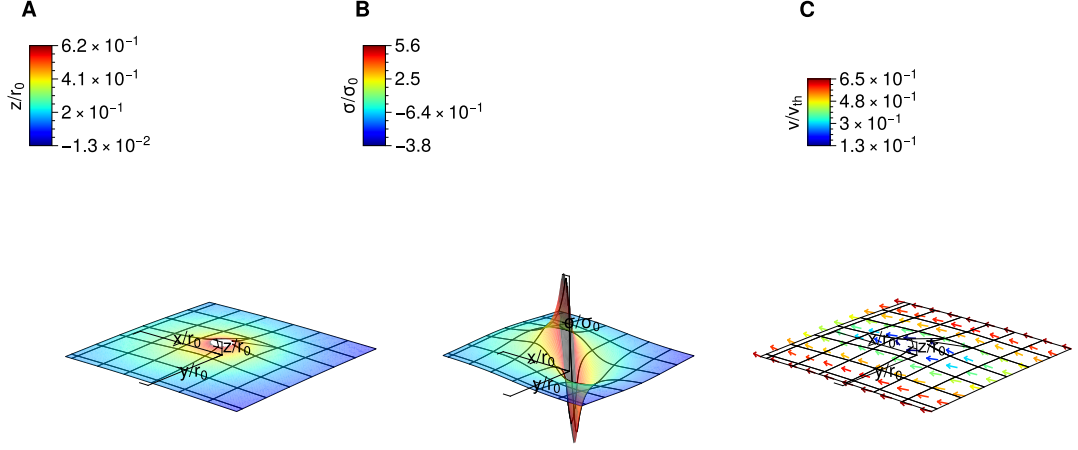 A
z/r₀
6.2 × 10⁻¹
4.1 × 10⁻¹
2 × 10⁻¹
−1.3 × 10⁻²
x/r₀
z/r₀
y/r₀
B
σ/σ₀
5.6
2.5
−6.4 × 10⁻¹
−3.8
σ/σ₀
x/r₀
y/r₀
C
v/vₜₕ
6.5 × 10⁻¹
4.8 × 10⁻¹
3 × 10⁻¹
1.3 × 10⁻¹
x/r₀
z/r₀
y/r₀